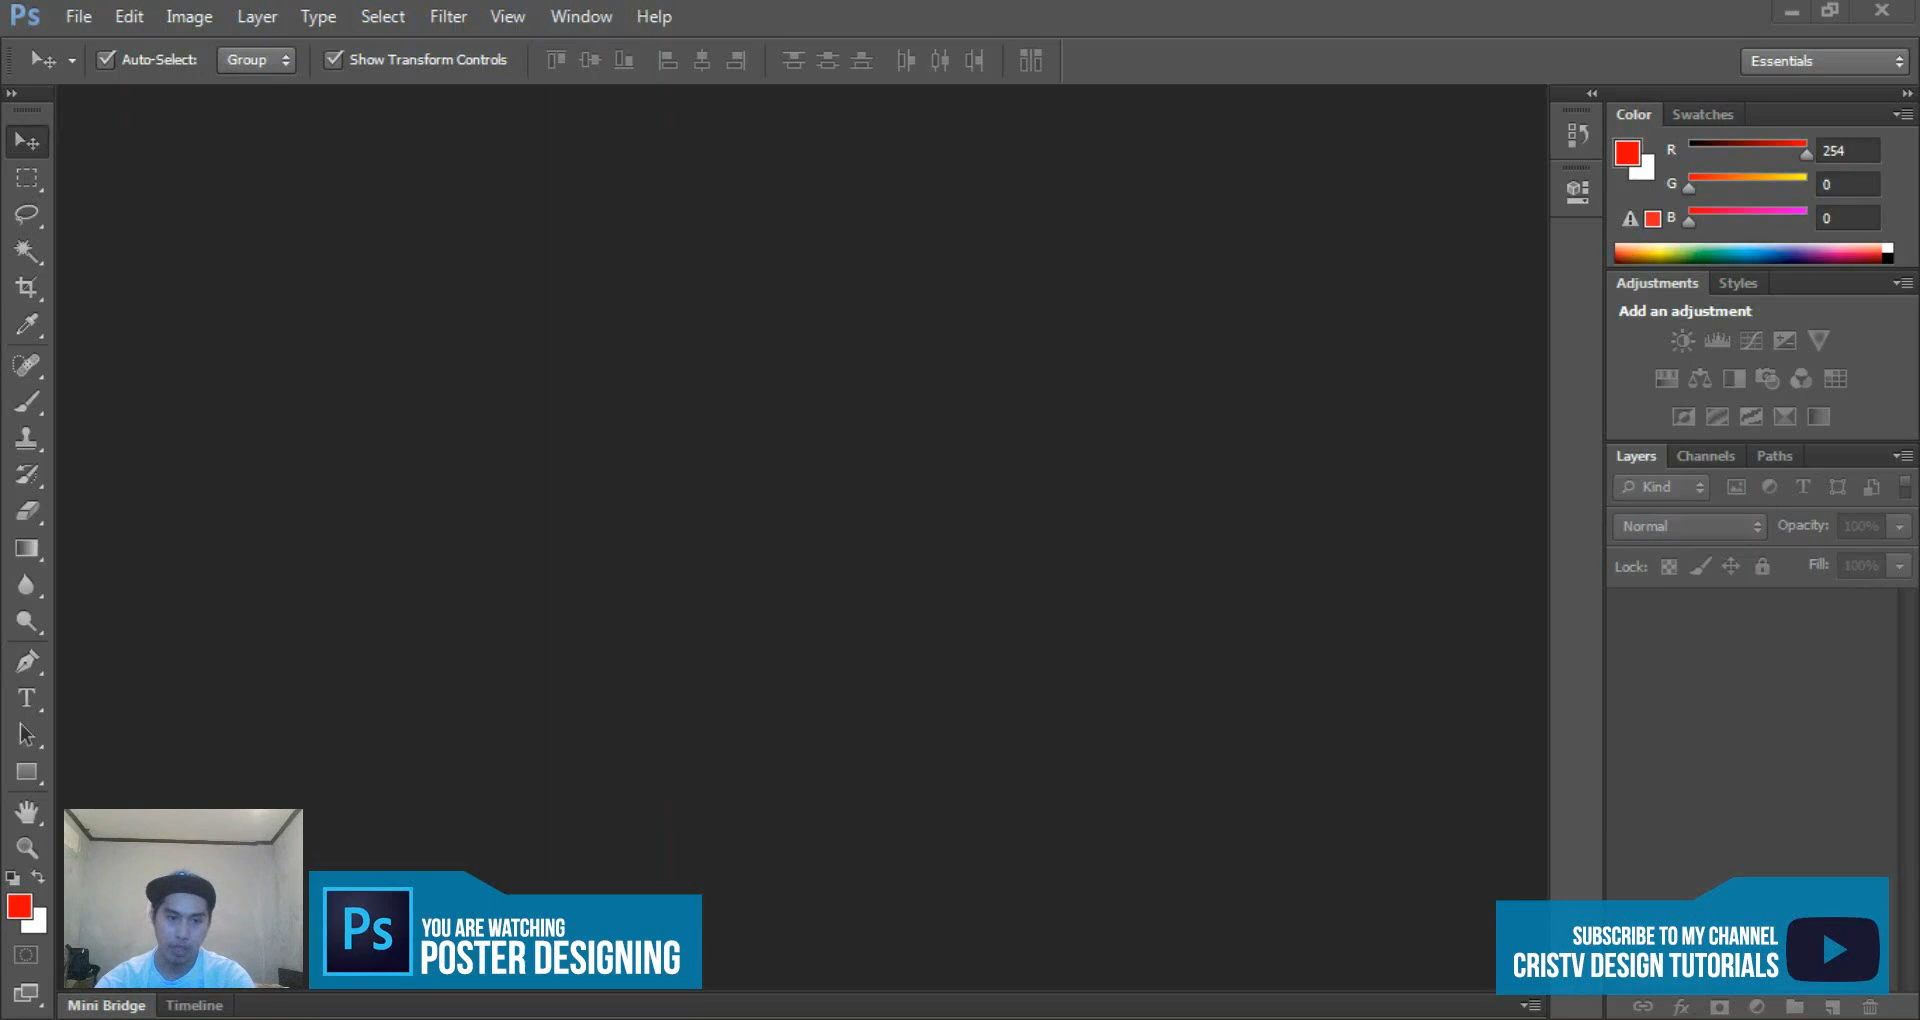 Ps File Edit Image Layer Type Select Filter View Window Help
Auto-Select: Group Show Transform Controls Essentials
Color Swatches
R 254
G 0
B 0
Adjustments Styles
Add an adjustment
Layers Channels Paths
Kind
Normal Opacity: 100%
Lock: Fill: 100%
Ps
YOU ARE WATCHING
POSTER DESIGNING
SUBSCRIBE TO MY CHANNEL
CRISTV DESIGN TUTORIALS
Mini Bridge Timeline